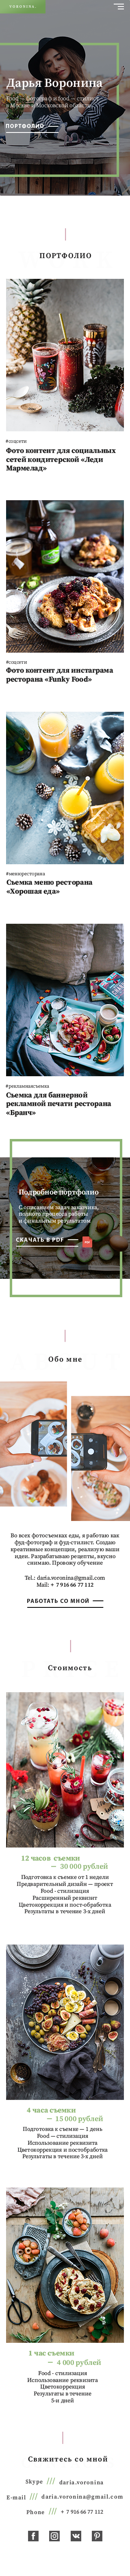 VORONINA
Дарья Воронина
Food — фотограф и food — стилист
в Москве и Московской области
ПОРТФОЛИО
ПОРТФОЛИО
#соцсети
Фото контент для социальных
сетей кондитерской «Леди
Мармелад»
#соцсети
Фото контент для инстаграма
ресторана «Funky Food»
#менюресторана
Съемка меню ресторана
«Хорошая еда»
#рекламнаясъемка
Съемка для баннерной
рекламной печати ресторана
«Бранч»
Подробное портфолио
С описанием задач заказчика,
полного процесса работы
и финальным результатом
СКАЧАТЬ В PDF
Обо мне
Во всех фотосъемках еды, я работаю как
фуд-фотограф и фуд-стилист. Создаю
креативные концепции, реализую ваши
идеи. Разрабатываю рецепты, вкусно
снимаю. Провожу обучение
Tel.: daria.voronina@gmail.com
Mail: + 7 916 66 77 112
РАБОТАТЬ СО МНОЙ
Стоимость
12 часов съемки
— 30 000 рублей
Подготовка к съемке от 1 недели
Предварительный дизайн — проект
Food - стилизация
Расширенный реквизит
Цветокоррекция и пост-обработка
Результаты в течение 3-х дней
4 часа съемки
— 15 000 рублей
Подготовка к съемке — 1 день
Food — стилизация
Использование реквизита
Цветокоррекция и постобработка
Результаты в течение 3-х дней
1 час съемки
— 4 000 рублей
Food - стилизация
Использование реквизита
Цветокоррекция
Результаты в течение
5-и дней
Свяжитесь со мной
Skype /// daria.voronina
E-mail /// daria.voronina@gmail.com
Phone /// + 7 916 66 77 112